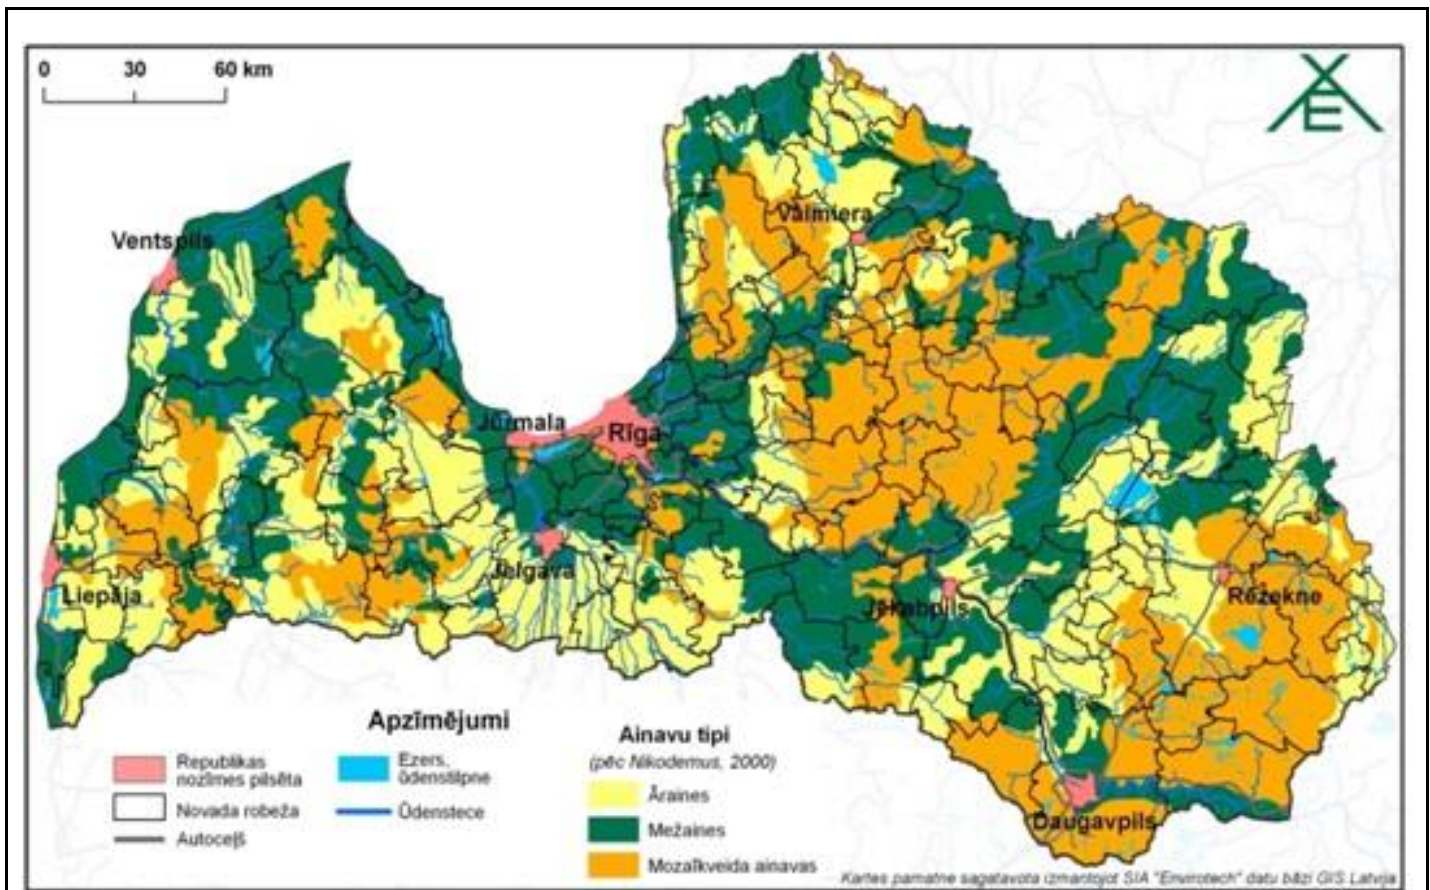 0 30 60 km
Ventspils
Valmiera
Jūrmala
Rīga
Jelgava
Liepāja
Jēkabpils
Rēzekne
Daugavpils
Apzīmējumi
Republikas
nozīmes pilsēta
Novada robeža
Autoceļš
Ezers,
ūdenstilpne
Ūdenstece
Ainavu tipi
(pēc Nikodemus, 2000)
Āraines
Mežaines
Mozaīkveida ainavas
Kartes pamatne sagatavota izmantojot SIA "Envirotech" datu bāzi GIS Latvija